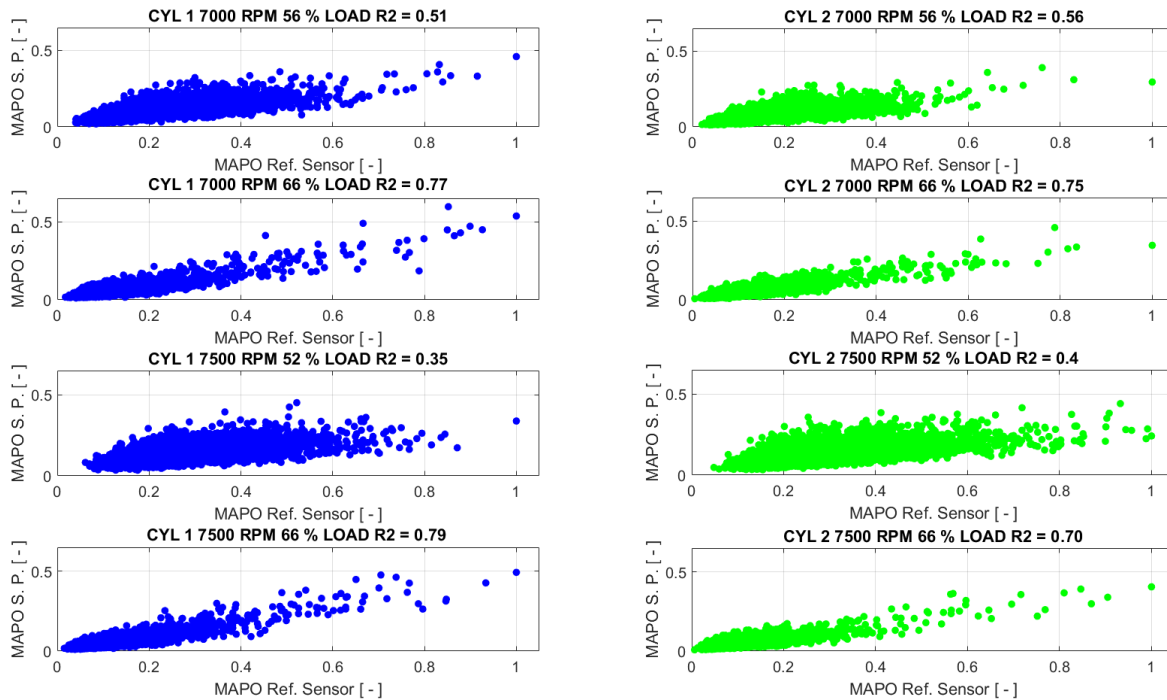 CYL 1 7000 RPM 56 % LOAD R2 = 0.51
MAPO S. P. [ - ]
0.5
0
0 0.2 0.4 0.6 0.8 1
MAPO Ref. Sensor [ - ]
CYL 2 7000 RPM 56 % LOAD R2 = 0.56
MAPO S. P. [ - ]
0.5
0
0 0.2 0.4 0.6 0.8 1
MAPO Ref. Sensor [ - ]
CYL 1 7000 RPM 66 % LOAD R2 = 0.77
MAPO S. P. [ - ]
0.5
0
0 0.2 0.4 0.6 0.8 1
MAPO Ref. Sensor [ - ]
CYL 2 7000 RPM 66 % LOAD R2 = 0.75
MAPO S. P. [ - ]
0.5
0
0 0.2 0.4 0.6 0.8 1
MAPO Ref. Sensor [ - ]
CYL 1 7500 RPM 52 % LOAD R2 = 0.35
MAPO S. P. [ - ]
0.5
0
0 0.2 0.4 0.6 0.8 1
MAPO Ref. Sensor [ - ]
CYL 2 7500 RPM 52 % LOAD R2 = 0.4
MAPO S. P. [ - ]
0.5
0
0 0.2 0.4 0.6 0.8 1
MAPO Ref. Sensor [ - ]
CYL 1 7500 RPM 66 % LOAD R2 = 0.79
MAPO S. P. [ - ]
0.5
0
0 0.2 0.4 0.6 0.8 1
MAPO Ref. Sensor [ - ]
CYL 2 7500 RPM 66 % LOAD R2 = 0.70
MAPO S. P. [ - ]
0.5
0
0 0.2 0.4 0.6 0.8 1
MAPO Ref. Sensor [ - ]